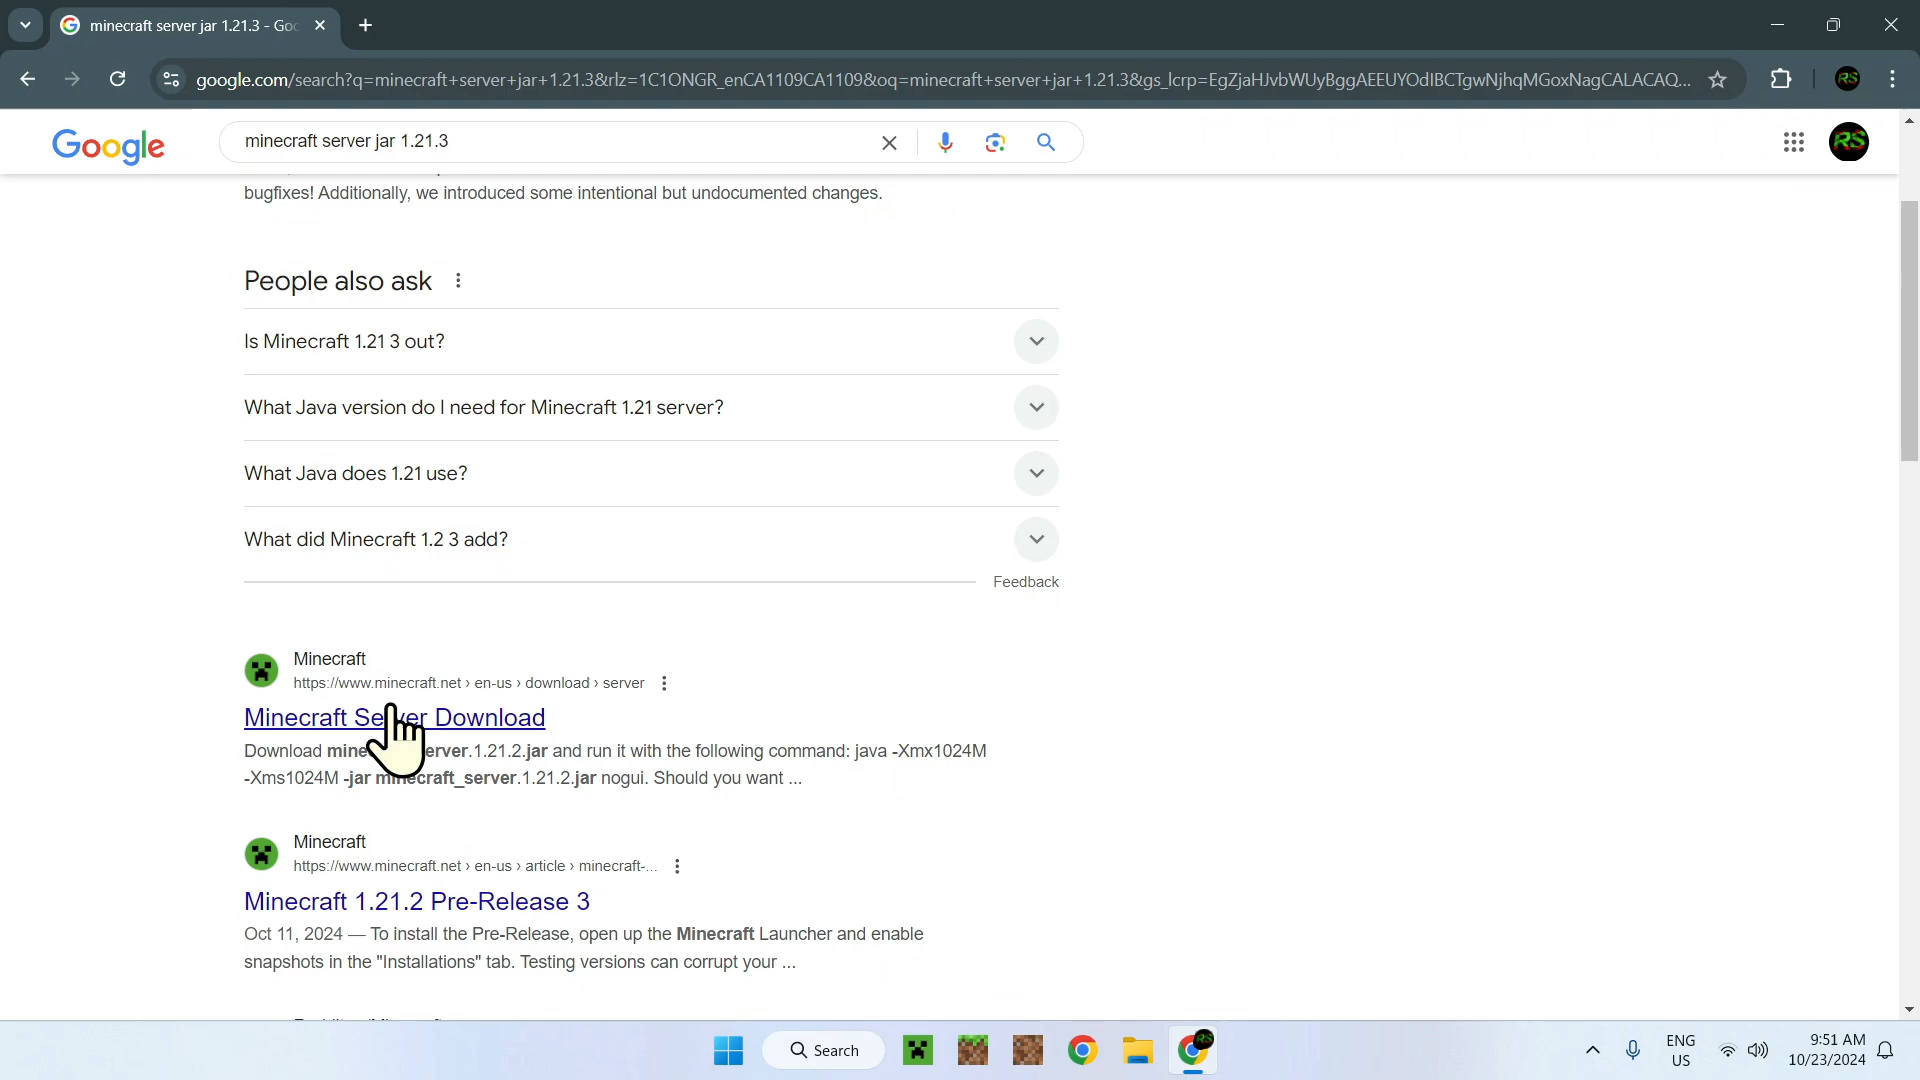 minecraft server jar 1.21.3 - Goo
google.com/search?q=minecraft+server+jar+1.21.3&rlz=1C1ONGR_enCA1109CA1109&oq=minecraft+server+jar+1.21.3&gs_lcrp=EgZjaHJvbWUyBggAEEUYOdIBCTgwNjhqMGoxNagCALACAQ...
RS
Google
minecraft server jar 1.21.3
RS
bugfixes! Additionally, we introduced some intentional but undocumented changes.
People also ask
Is Minecraft 1.21 3 out?
What Java version do I need for Minecraft 1.21 server?
What Java does 1.21 use?
What did Minecraft 1.2 3 add?
Feedback
Minecraft
https://www.minecraft.net › en-us › download › server
Minecraft Server Download
Download mine erver.1.21.2.jar and run it with the following command: java -Xmx1024M
-Xms1024M -jar minecraft_server.1.21.2.jar nogui. Should you want ...
Minecraft
https://www.minecraft.net › en-us › article › minecraft-...
Minecraft 1.21.2 Pre-Release 3
Oct 11, 2024 — To install the Pre-Release, open up the Minecraft Launcher and enable
snapshots in the "Installations" tab. Testing versions can corrupt your ...
Search
RS
ENG
US
9:51 AM
10/23/2024